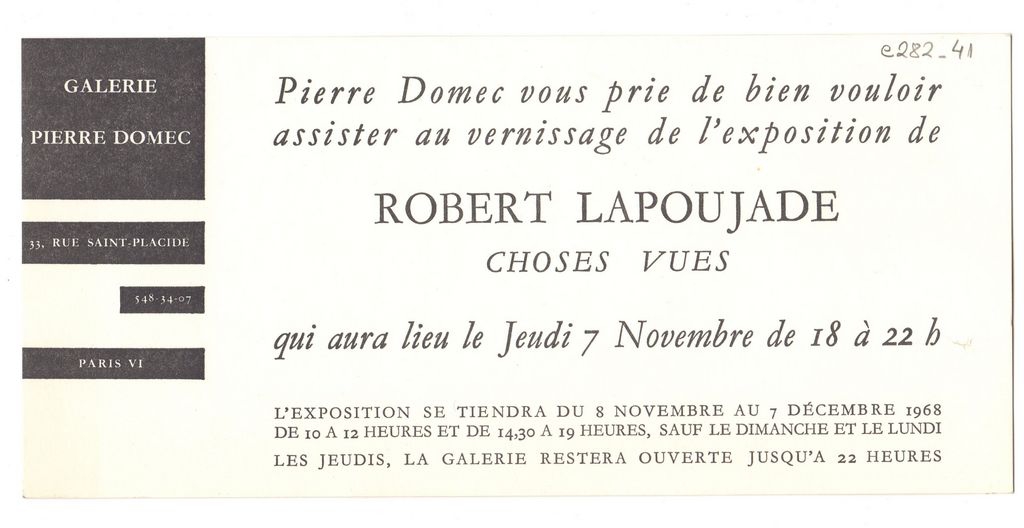 e282-41
GALERIE
PIERRE DOMEC
33, RUE SAINT-PLACIDE
548-34-07
PARIS VI
Pierre Domec vous prie de bien vouloir
assister au vernissage de l'exposition de
ROBERT LAPOUJADE
CHOSES VUES
qui aura lieu le Jeudi 7 Novembre de 18 à 22 h
L'EXPOSITION SE TIENDRA DU 8 NOVEMBRE AU 7 DÉCEMBRE 1968
DE 10 A 12 HEURES ET DE 14,30 A 19 HEURES, SAUF LE DIMANCHE ET LE LUNDI
LES JEUDIS, LA GALERIE RESTERA OUVERTE JUSQU'A 22 HEURES